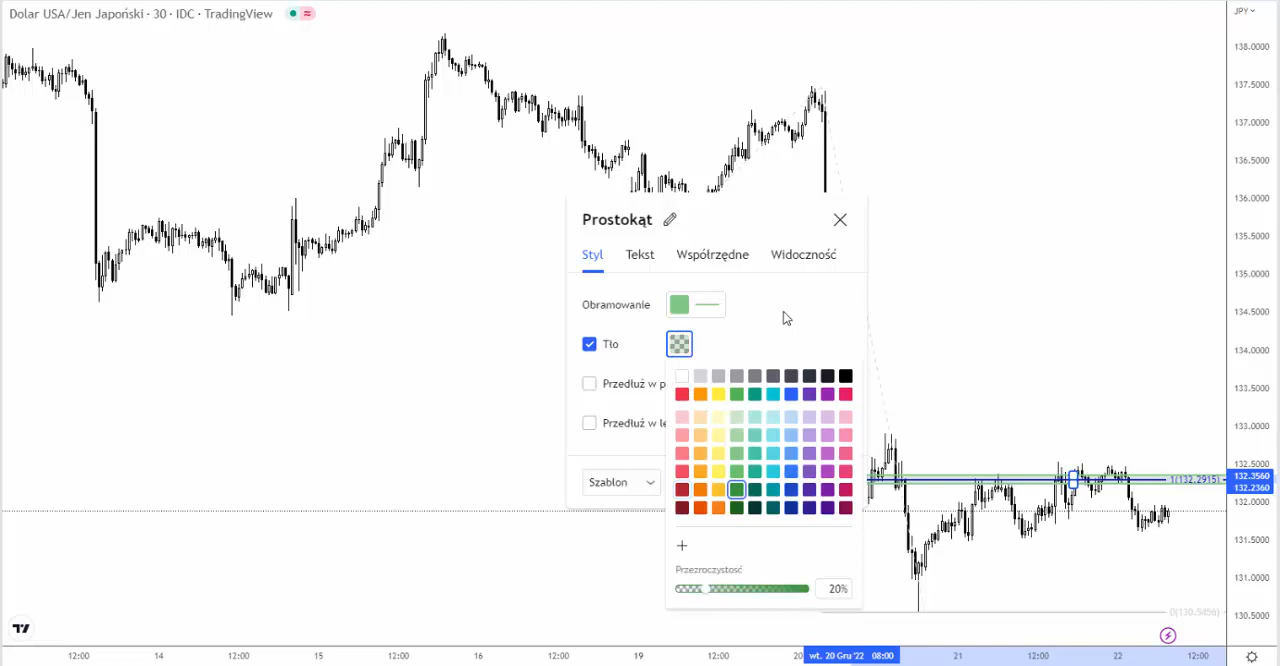 Dolar USA/Jen Japoński · 30 · IDC · TradingView
JPY
138.0000
137.5000
137.0000
136.5000
136.0000
135.5000
135.0000
134.5000
134.0000
133.5000
133.0000
132.5000
132.3560
132.2360
132.0000
131.5000
131.0000
130.5000
Prostokąt
Styl Tekst Współrzędne Widoczność
Obramowanie
Tło
Przedłuż w p
Przedłuż w le
Szablon
Przezroczystość
20%
1(132.2915)
0(130.5456)
12:00 14 12:00 15 12:00 16 12:00 19 12:00 20 wt. 20 Gru '22 08:00 21 12:00 22 12:00